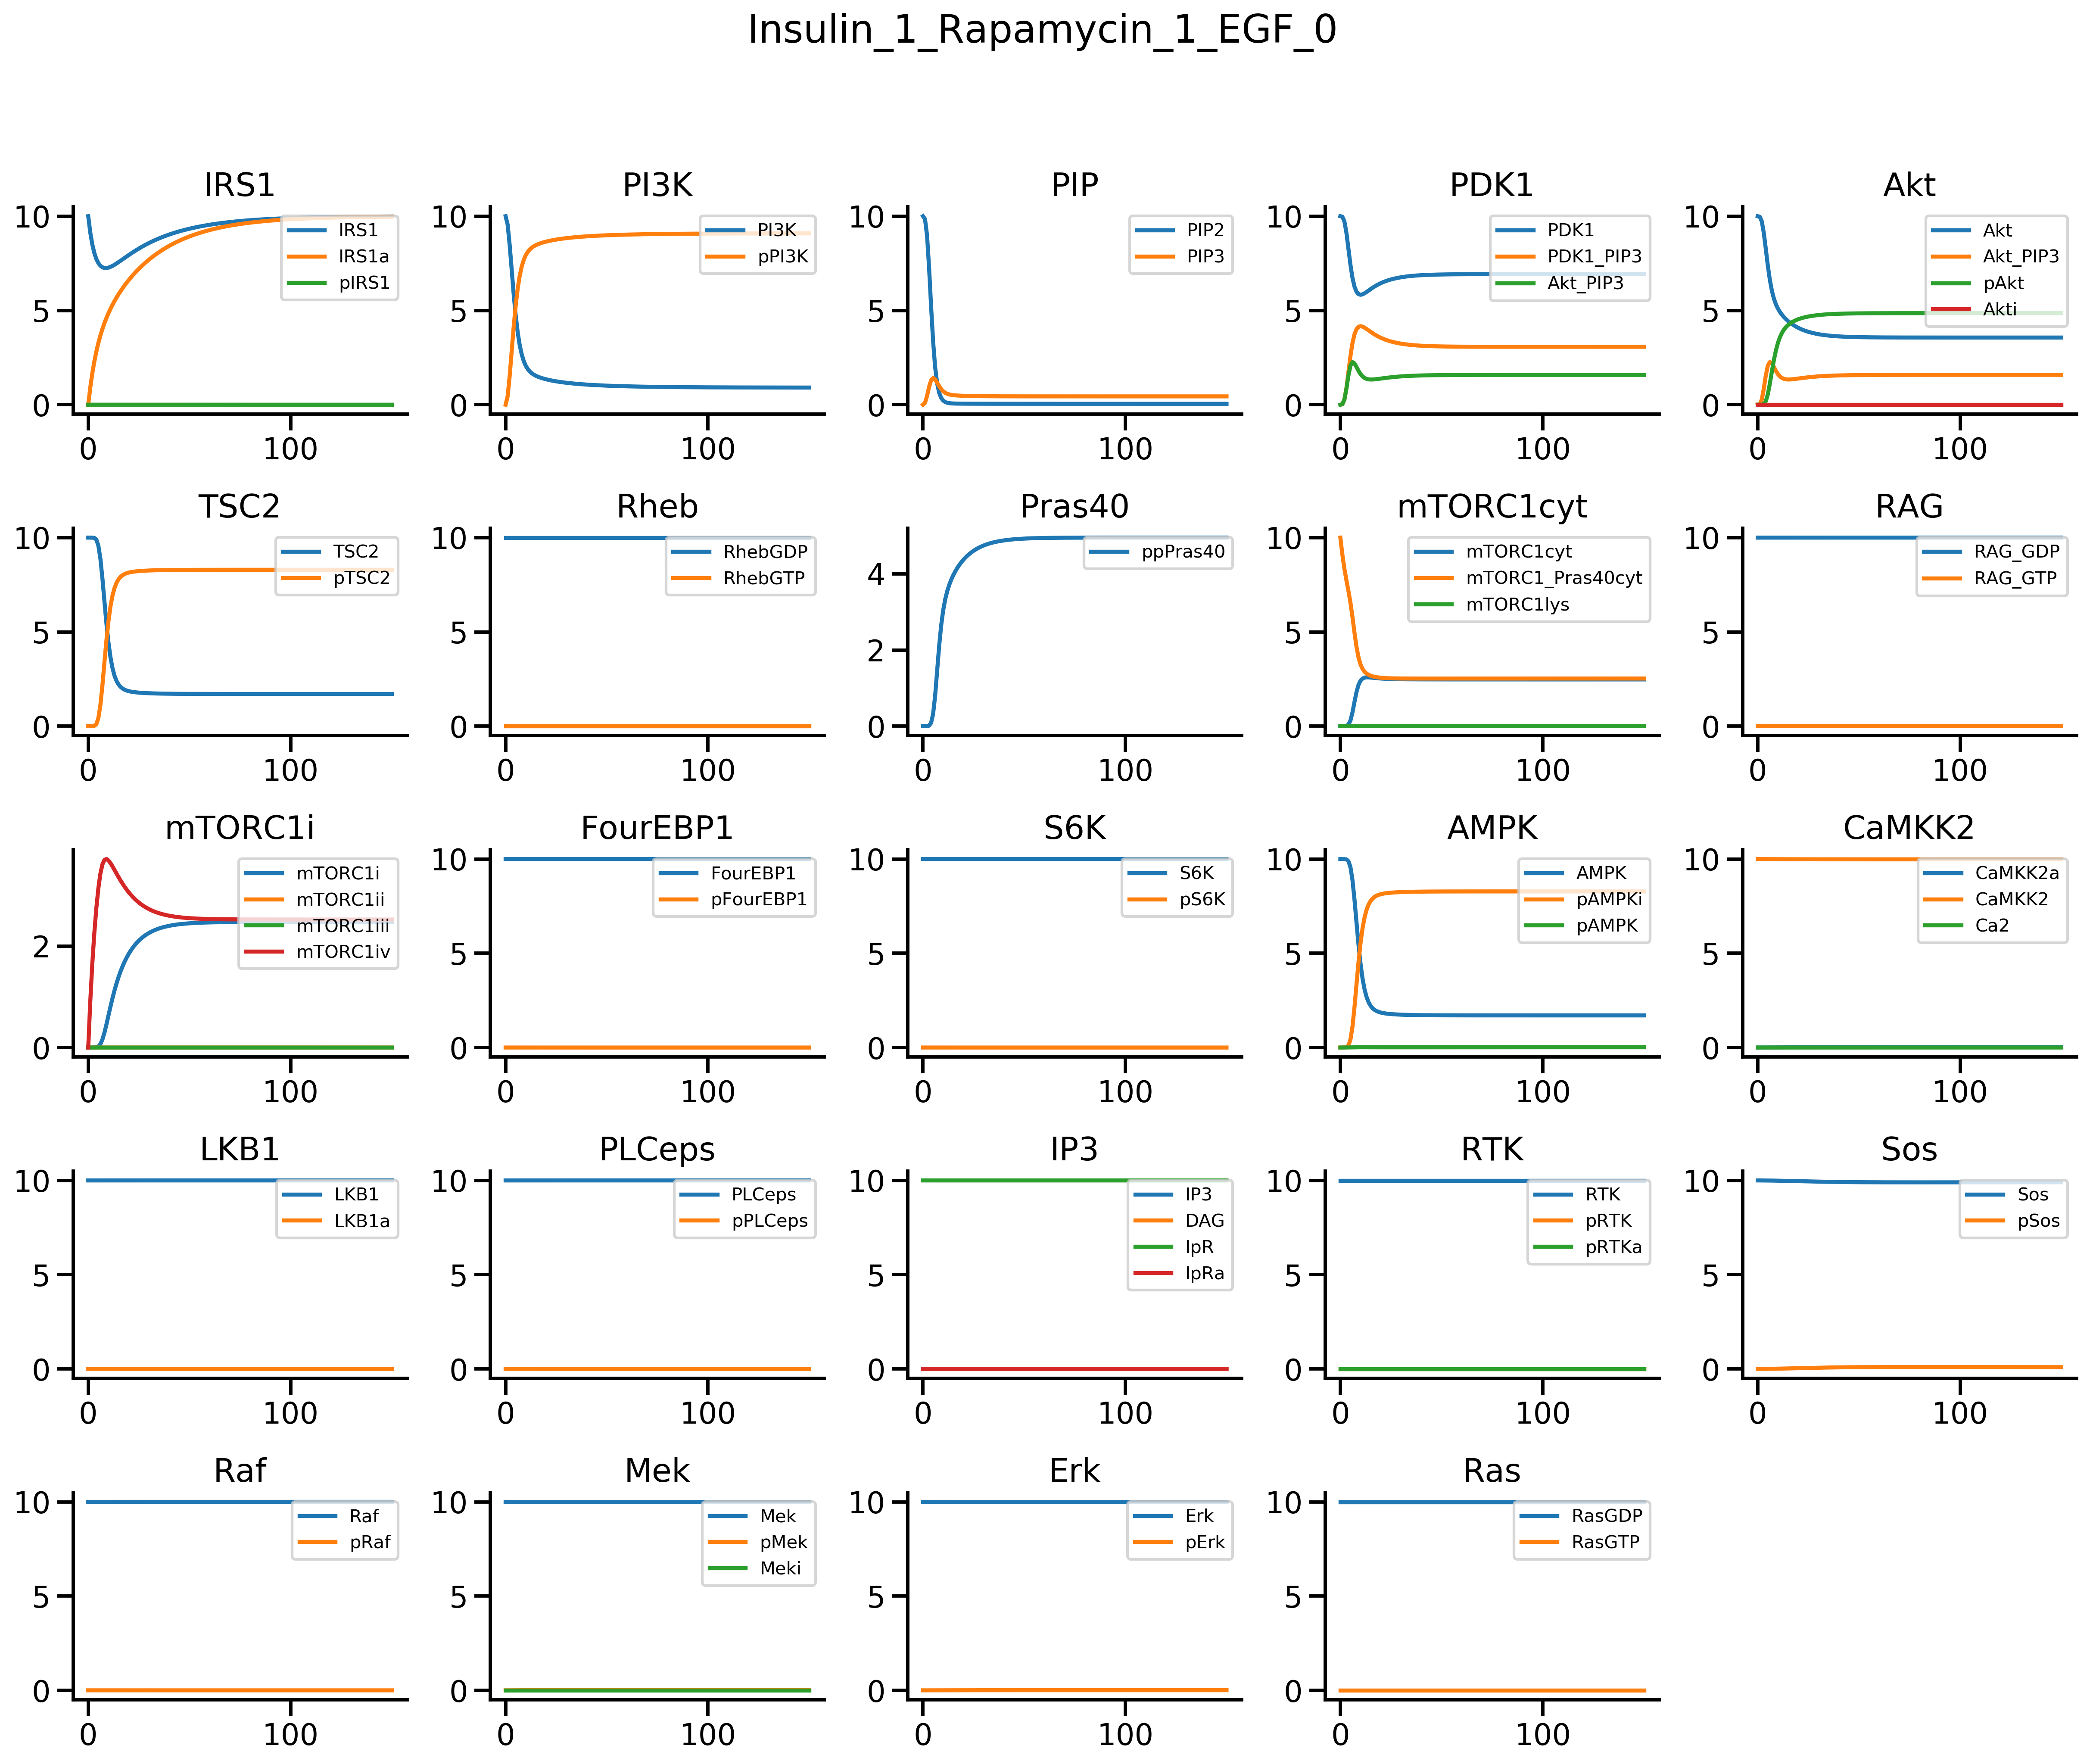 Insulin_1_Rapamycin_1_EGF_0
IRS1
10
5
0
0
100
IRS1
IRS1a
pIRS1
PI3K
10
5
0
0
100
PI3K
pPI3K
PIP
10
5
0
0
100
PIP2
PIP3
PDK1
10
5
0
0
100
PDK1
PDK1_PIP3
Akt_PIP3
Akt
10
5
0
0
100
Akt
Akt_PIP3
pAkt
Akti
TSC2
10
5
0
0
100
TSC2
pTSC2
Rheb
10
5
0
0
100
RhebGDP
RhebGTP
Pras40
4
2
0
0
100
ppPras40
mTORC1cyt
10
5
0
0
100
mTORC1cyt
mTORC1_Pras40cyt
mTORC1lys
RAG
10
5
0
0
100
RAG_GDP
RAG_GTP
mTORC1i
2
0
0
100
mTORC1i
mTORC1ii
mTORC1iii
mTORC1iv
FourEBP1
10
5
0
0
100
FourEBP1
pFourEBP1
S6K
10
5
0
0
100
S6K
pS6K
AMPK
10
5
0
0
100
AMPK
pAMPKi
pAMPK
CaMKK2
10
5
0
0
100
CaMKK2a
CaMKK2
Ca2
LKB1
10
5
0
0
100
LKB1
LKB1a
PLCeps
10
5
0
0
100
PLCeps
pPLCeps
IP3
10
5
0
0
100
IP3
DAG
IpR
IpRa
RTK
10
5
0
0
100
RTK
pRTK
pRTKa
Sos
10
5
0
0
100
Sos
pSos
Raf
10
5
0
0
100
Raf
pRaf
Mek
10
5
0
0
100
Mek
pMek
Meki
Erk
10
5
0
0
100
Erk
pErk
Ras
10
5
0
0
100
RasGDP
RasGTP